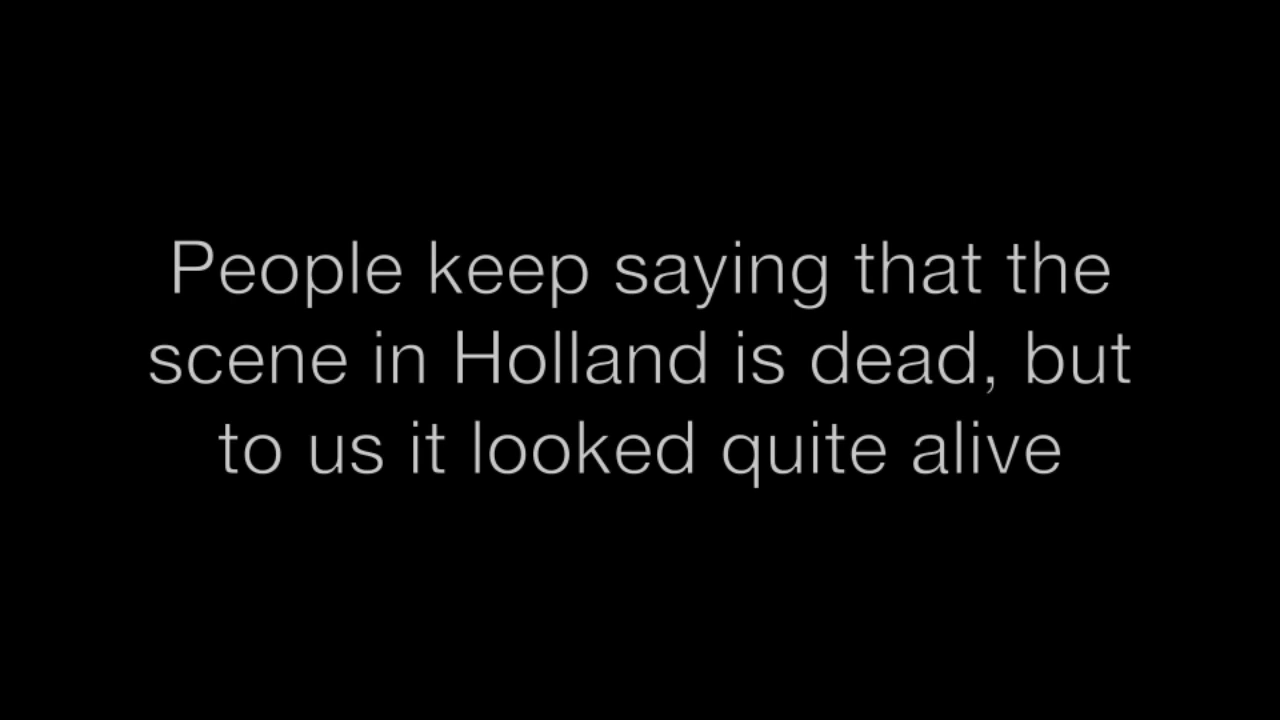 People keep saying that the
scene in Holland is dead, but
to us it looked quite alive